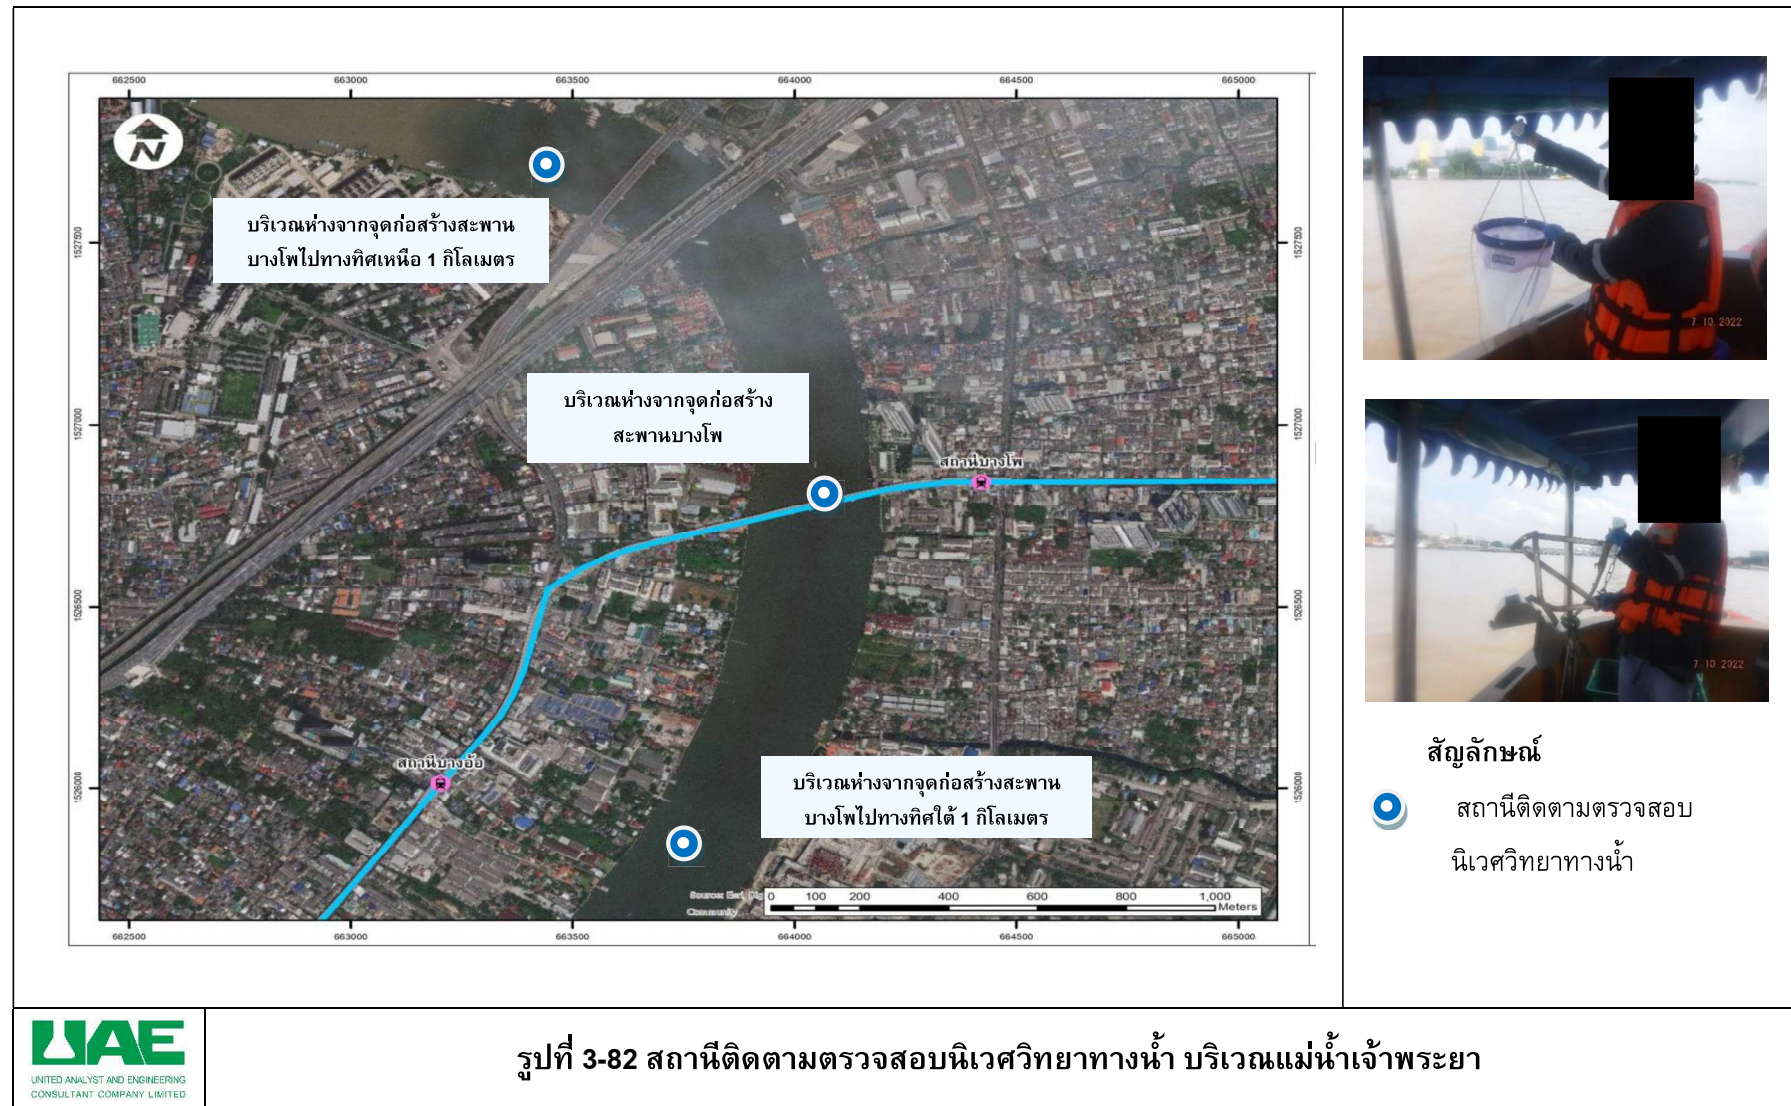 662500 663000 663500 664000 664500 665000
N
บริเวณห่างจากจุดก่อสร้างสะพาน
บางโพไปทางทิศเหนือ 1 กิโลเมตร
1527500 1527500
บริเวณห่างจากจุดก่อสร้าง
สะพานบางโพ
1527000 1527000
สถานีบางโพ
1526500 1526500
สถานีบางอ้อ
บริเวณห่างจากจุดก่อสร้างสะพาน
บางโพไปทางทิศใต้ 1 กิโลเมตร
1526000 1526000
Source: Esri,
Community
0 100 200 400 600 800 1,000
Meters
662500 663000 663500 664000 664500 665000
7 10 2022
7 10 2022
สัญลักษณ์
สถานีติดตามตรวจสอบ
นิเวศวิทยาทางน้ำ
UAE
UNITED ANALYST AND ENGINEERING
CONSULTANT COMPANY LIMITED
รูปที่ 3-82 สถานีติดตามตรวจสอบนิเวศวิทยาทางน้ำ บริเวณแม่น้ำเจ้าพระยา